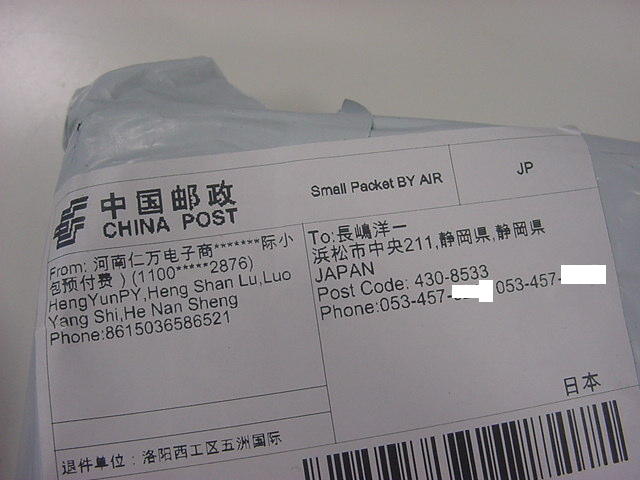 中国邮政
CHINA POST
Small Packet BY AIR
JP
From: 河南仁万电子商*******际小
包预付费）(1100*****2876)
HengYunPY,Heng Shan Lu,Luo
Yang Shi,He Nan Sheng
Phone:8615036586521
To:長嶋洋一
浜松市中央211,静岡県,静岡県
JAPAN
Post Code: 430-8533
Phone:053-457- 053-457-
日本
退件单位：洛阳西工区五洲国际